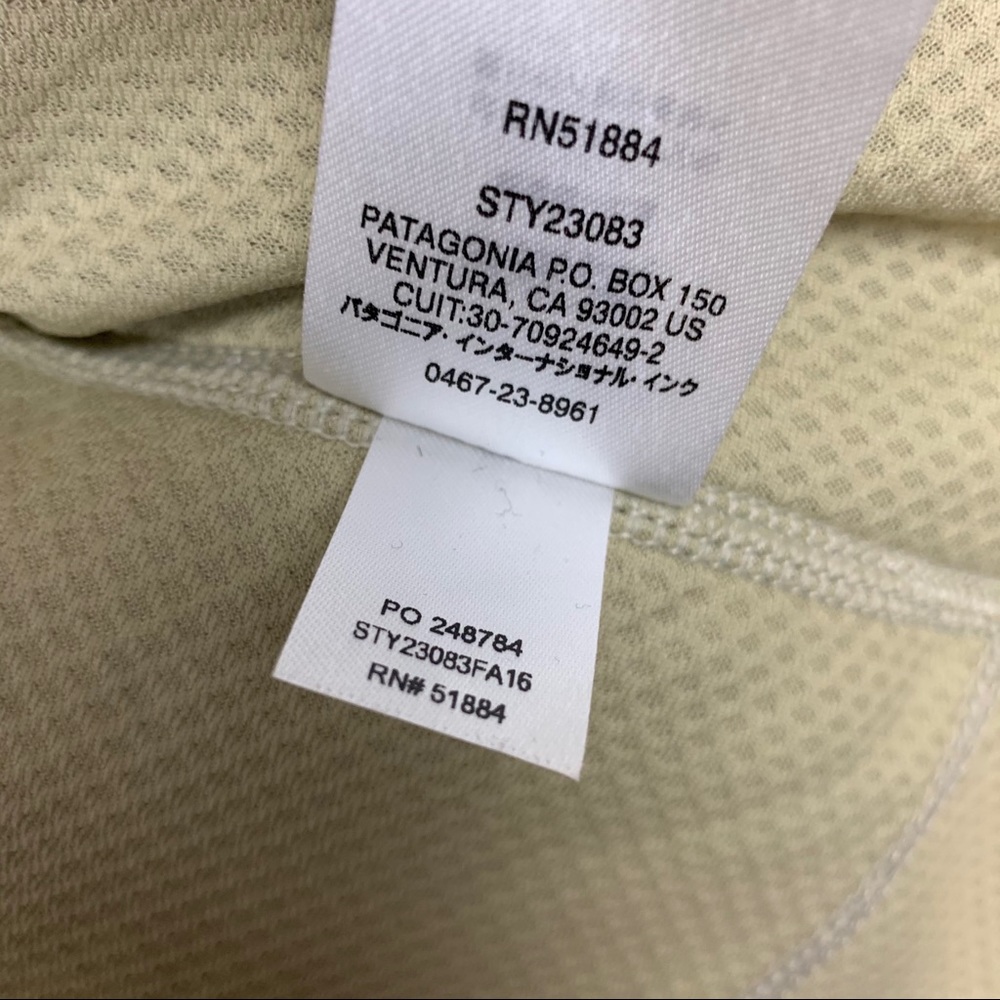 RN51884
STY23083
PATAGONIA P.O. BOX 150
VENTURA, CA 93002 US
CUIT:30-70924649-2
パタゴニア・インターナショナル・インク
0467-23-8961
PO 248784
STY23083FA16
RN# 51884